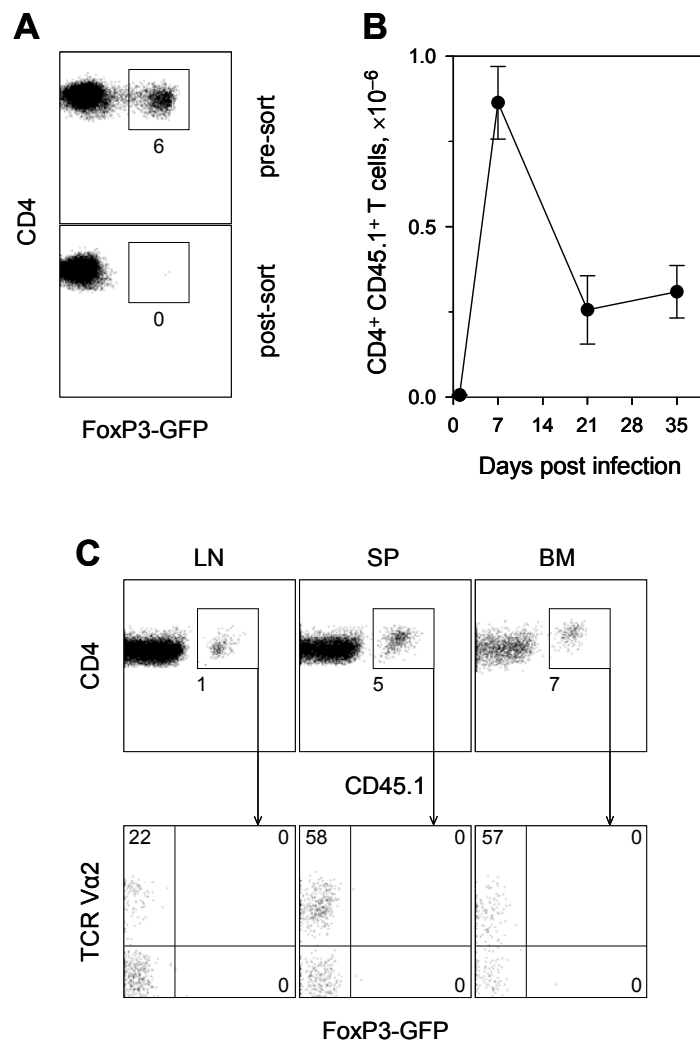 A
CD4
6
pre-sort
0
post-sort
FoxP3-GFP
B
CD4⁺ CD45.1⁺ T cells, ×10⁻⁶
1.0
0.5
0.0
0 7 14 21 28 35
Days post infection
C
LN SP BM
CD4
1 5 7
CD45.1
TCR Vα2
22 0 58 0 57 0
0 0 0
FoxP3-GFP